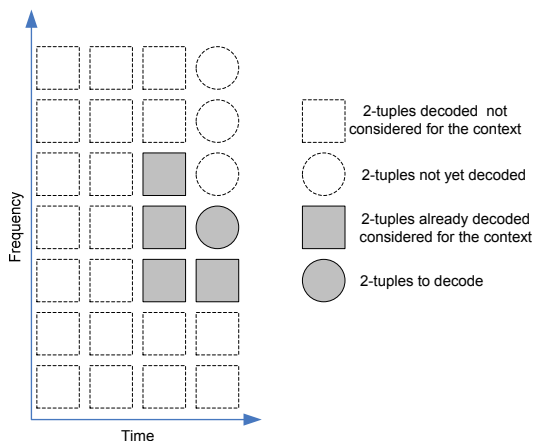 Frequency
Time
2-tuples decoded not
considered for the context
2-tuples not yet decoded
2-tuples already decoded
considered for the context
2-tuples to decode